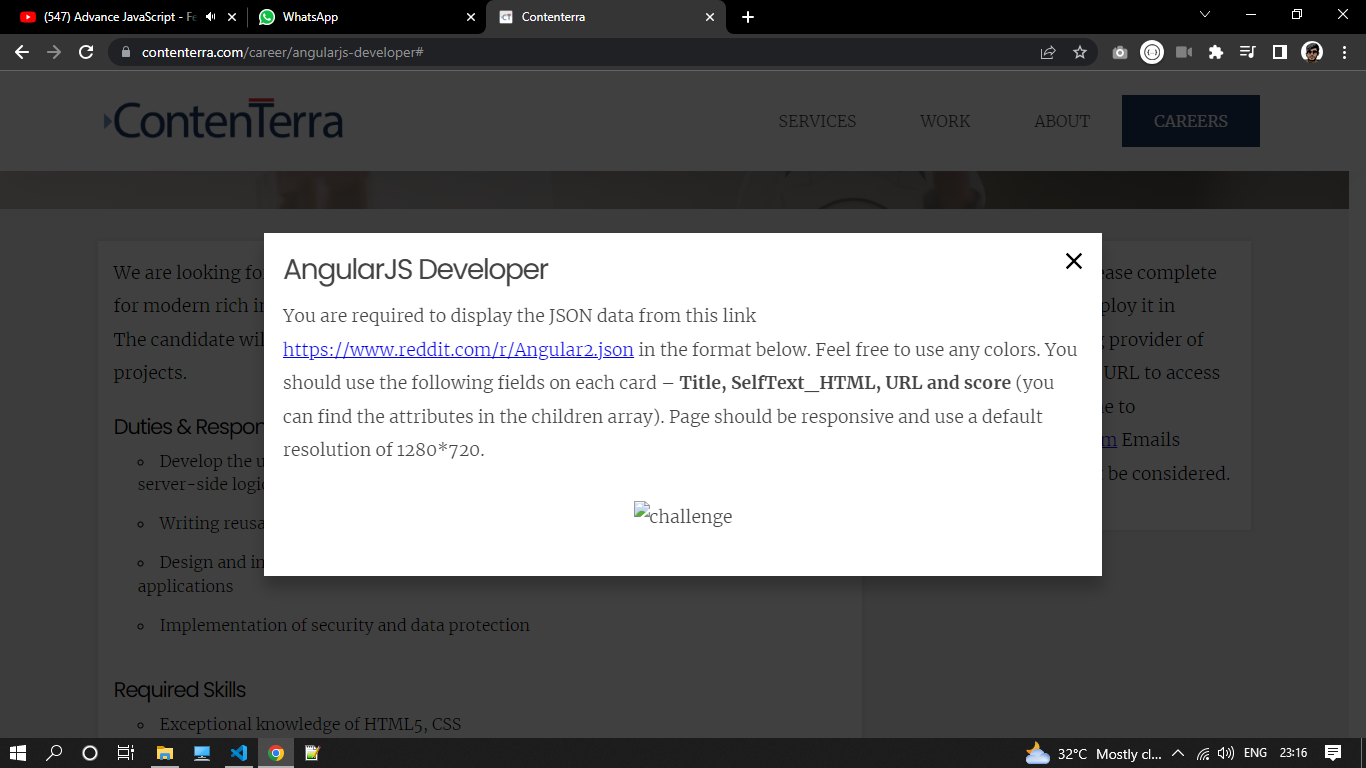 (547) Advance JavaScript - Fe
WhatsApp
Contenterra
contenterra.com/career/angularjs-developer#
ContenTerra
SERVICES WORK ABOUT CAREERS
AngularJS Developer
You are required to display the JSON data from this link
https://www.reddit.com/r/Angular2.json in the format below. Feel free to use any colors. You
should use the following fields on each card – Title, SelfText_HTML, URL and score (you
can find the attributes in the children array). Page should be responsive and use a default
resolution of 1280*720.
challenge
We are looking fo
for modern rich in
The candidate wil
projects.
Duties & Respon
Develop the u
server-side logic
Writing reusa
Design and in
applications
Implementation of security and data protection
Required Skills
Exceptional knowledge of HTML5, CSS
ease complete
ploy it in
g provider of
URL to access
e to
m Emails
t be considered.
32°C Mostly cl... ENG 23:16